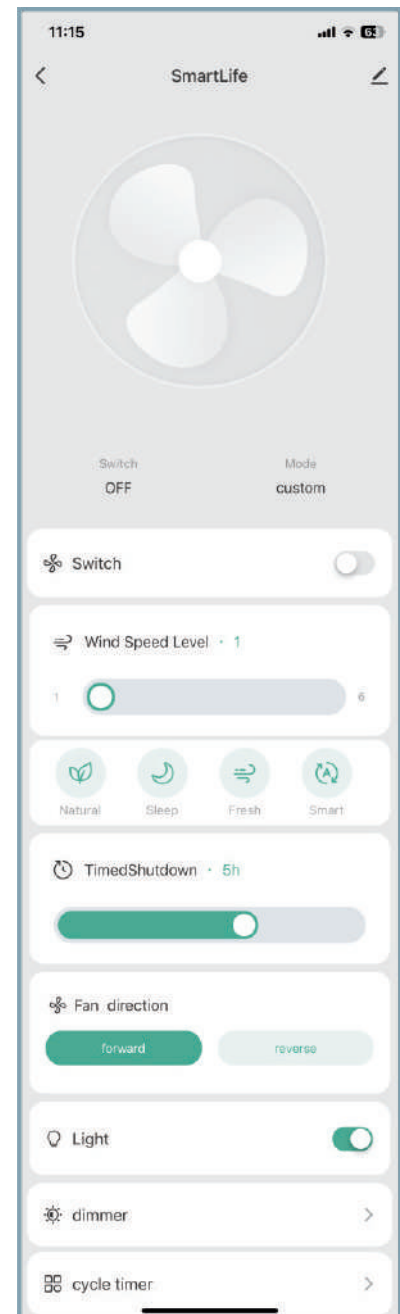 11:15 63
SmartLife
Switch Mode
OFF custom
Switch
Wind Speed Level · 1
1 6
Natural Sleep Fresh Smart
A
TimedShutdown · 5h
Fan direction
forward reverse
Light
dimmer
cycle timer